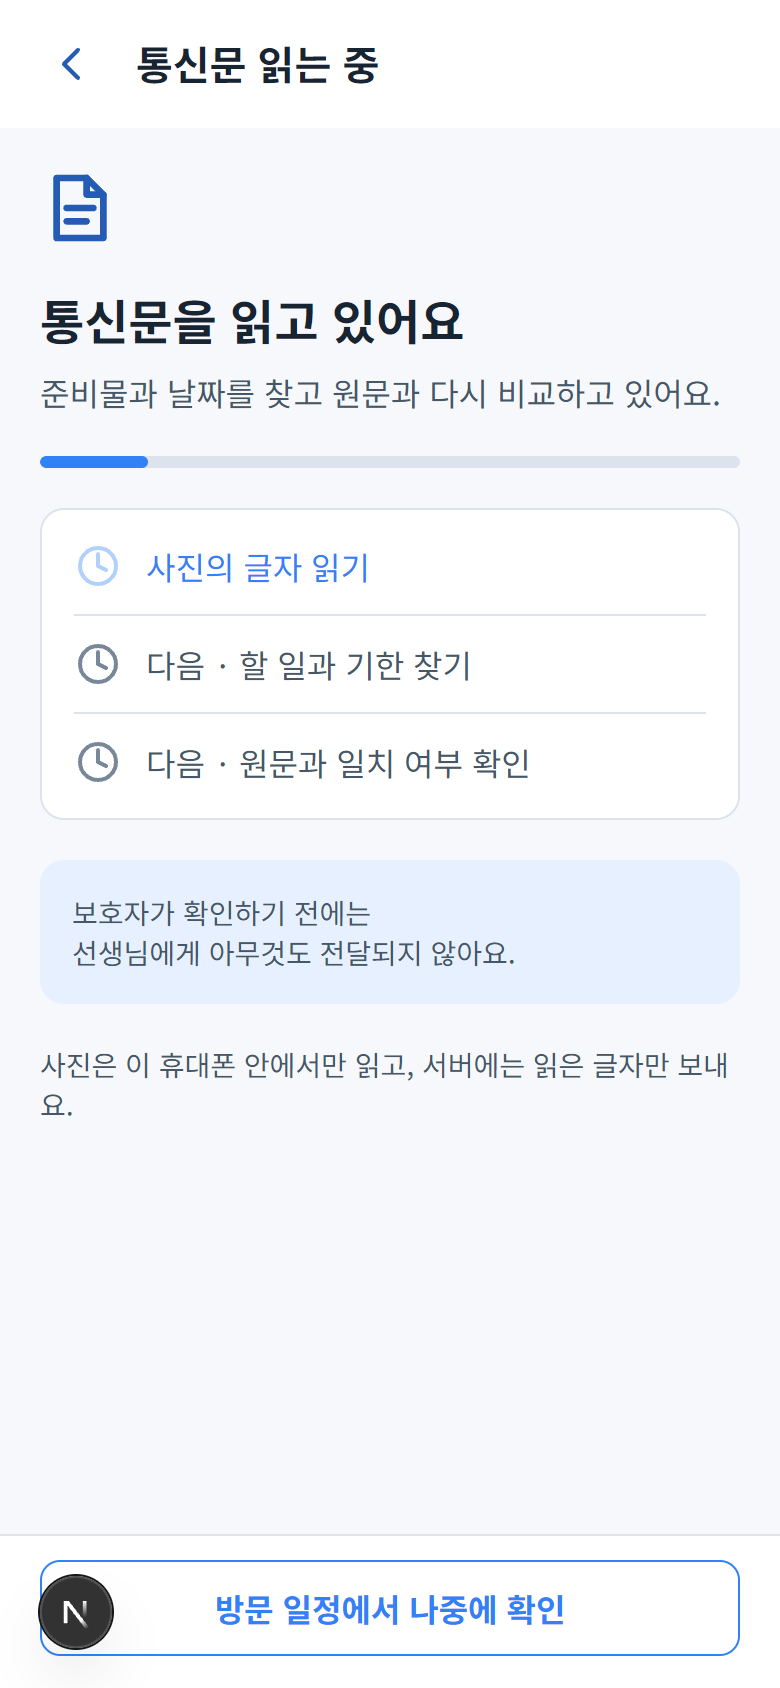 통신문 읽는 중
통신문을 읽고 있어요
준비물과 날짜를 찾고 원문과 다시 비교하고 있어요.
사진의 글자 읽기
다음 · 할 일과 기한 찾기
다음 · 원문과 일치 여부 확인
보호자가 확인하기 전에는
선생님에게 아무것도 전달되지 않아요.
사진은 이 휴대폰 안에서만 읽고, 서버에는 읽은 글자만 보내
요.
N
방문 일정에서 나중에 확인